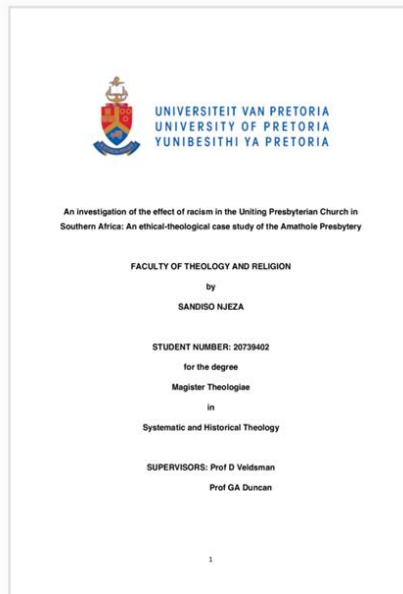 UNIVERSITEIT VAN PRETORIA
UNIVERSITY OF PRETORIA
YUNIBESITHI YA PRETORIA
An investigation of the effect of racism in the Uniting Presbyterian Church in
Southern Africa: An ethical-theological case study of the Amathole Presbytery
FACULTY OF THEOLOGY AND RELIGION
by
SANDISO NJEZA
STUDENT NUMBER: 20739402
for the degree
Magister Theologiae
in
Systematic and Historical Theology
SUPERVISORS: Prof D Veldsman
Prof GA Duncan
1